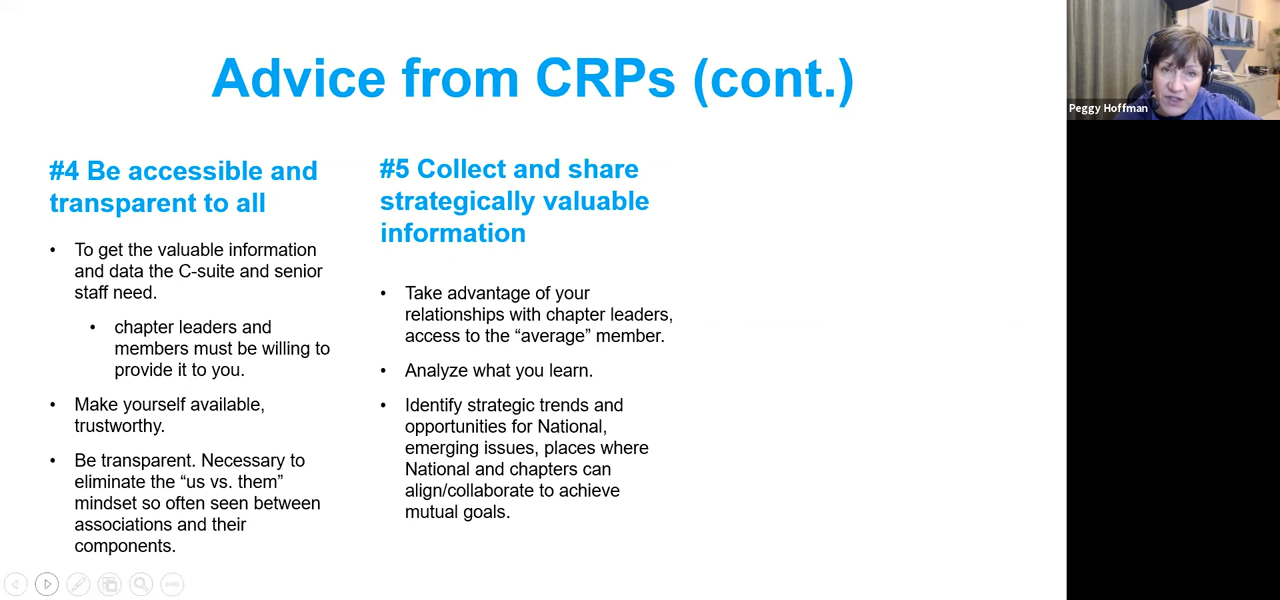 Advice from CRPs (cont.)
#4 Be accessible and
transparent to all
• To get the valuable information
and data the C-suite and senior
staff need.
• chapter leaders and
members must be willing to
provide it to you.
• Make yourself available,
trustworthy.
• Be transparent. Necessary to
eliminate the “us vs. them”
mindset so often seen between
associations and their
components.
#5 Collect and share
strategically valuable
information
• Take advantage of your
relationships with chapter leaders,
access to the “average” member.
• Analyze what you learn.
• Identify strategic trends and
opportunities for National,
emerging issues, places where
National and chapters can
align/collaborate to achieve
mutual goals.
Peggy Hoffman